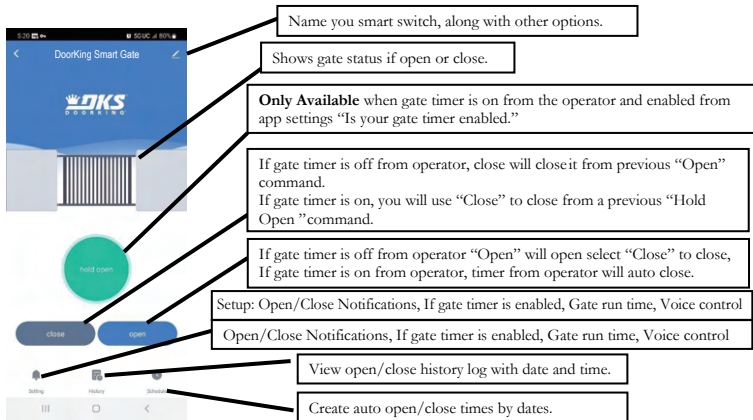 Name you smart switch, along with other options.
5:20
80%
DoorKing Smart Gate
Shows gate status if open or close.
DKS
DOORKING
Only Available when gate timer is on from the operator and enabled from
app settings “Is your gate timer enabled.”
If gate timer is off from operator, close will close it from previous “Open”
command.
If gate timer is on, you will use “Close” to close from a previous “Hold
Open ”command.
hold open
If gate timer is off from operator “Open” will open select “Close” to close,
If gate timer is on from operator, timer from operator will auto close.
Setup: Open/Close Notifications, If gate timer is enabled, Gate run time, Voice control
close
open
Open/Close Notifications, If gate timer is enabled, Gate run time, Voice control
View open/close history log with date and time.
Setting
History
Schedule
Create auto open/close times by dates.